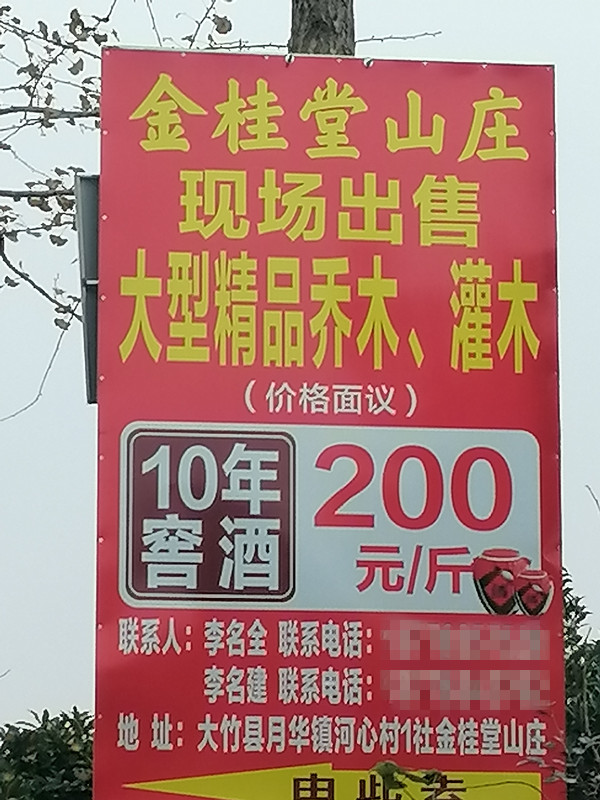 金桂堂山庄
现场出售
大型精品乔木、灌木
（价格面议）
10年
窖酒
200
元/斤
联系人：李名全 联系电话：
李名建 联系电话：
地 址：大竹县月华镇河心村1社金桂堂山庄